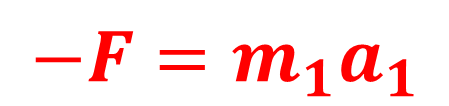 −F = m₁a₁